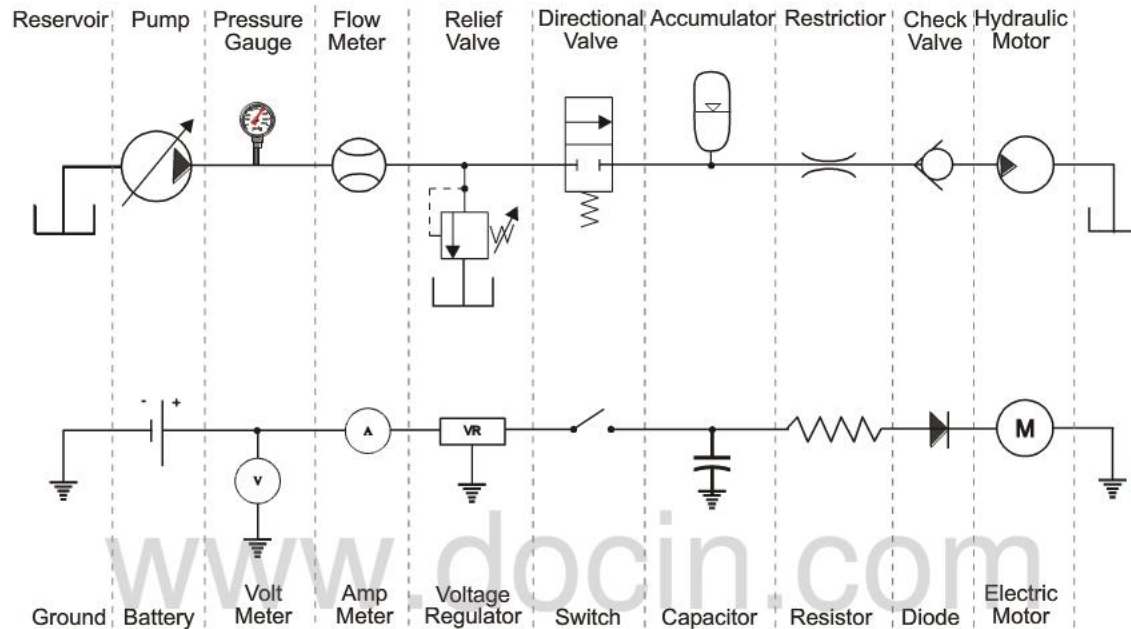 Reservoir
Pump
Pressure
Gauge
Flow
Meter
Relief
Valve
Directional
Valve
Accumulator
Restrictior
Check
Valve
Hydraulic
Motor
- +
V
A
VR
M
www.docin.com
Ground
Battery
Volt
Meter
Amp
Meter
Voltage
Regulator
Switch
Capacitor
Resistor
Diode
Electric
Motor